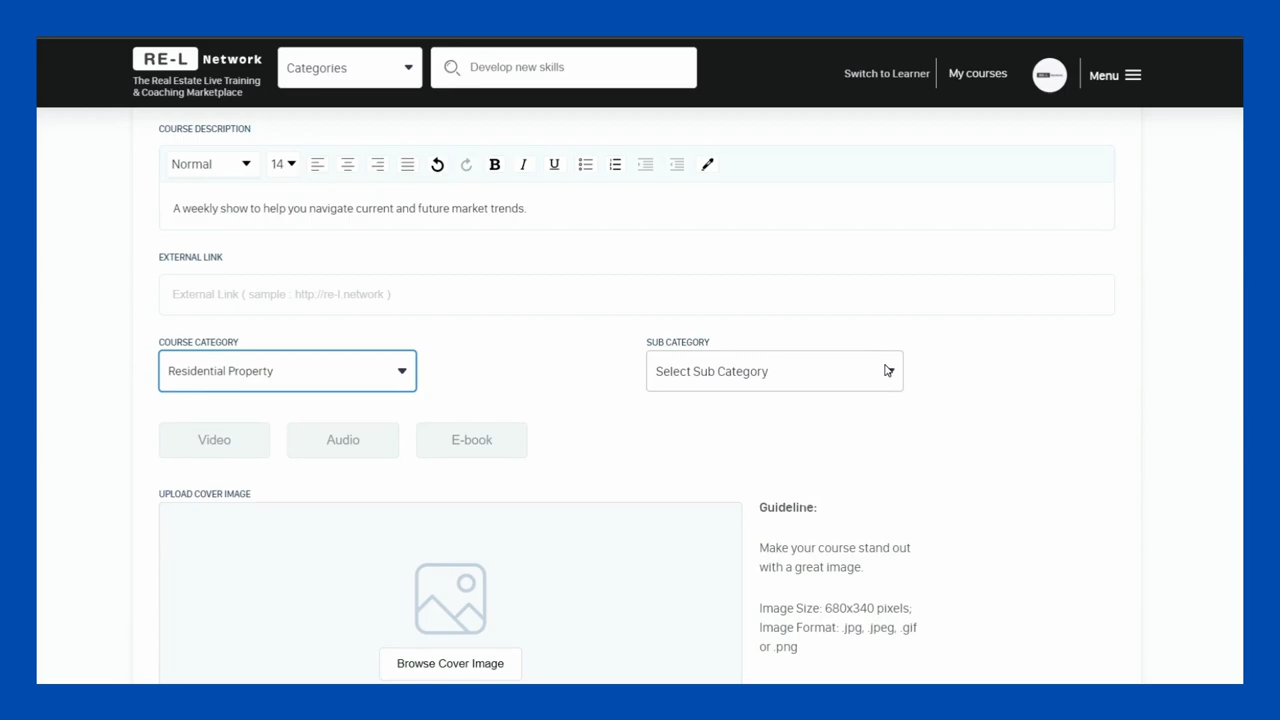 RE-L Network
The Real Estate Live Training
& Coaching Marketplace
Categories
Develop new skills
Switch to Learner
My courses
Menu
COURSE DESCRIPTION
Normal
14
B I U
A weekly show to help you navigate current and future market trends.
EXTERNAL LINK
External Link ( sample : http://re-l.network )
COURSE CATEGORY
SUB CATEGORY
Residential Property
Select Sub Category
Video
Audio
E-book
UPLOAD COVER IMAGE
Guideline:
Make your course stand out
with a great image.
Image Size: 680x340 pixels;
Image Format: .jpg, .jpeg, .gif
or .png
Browse Cover Image